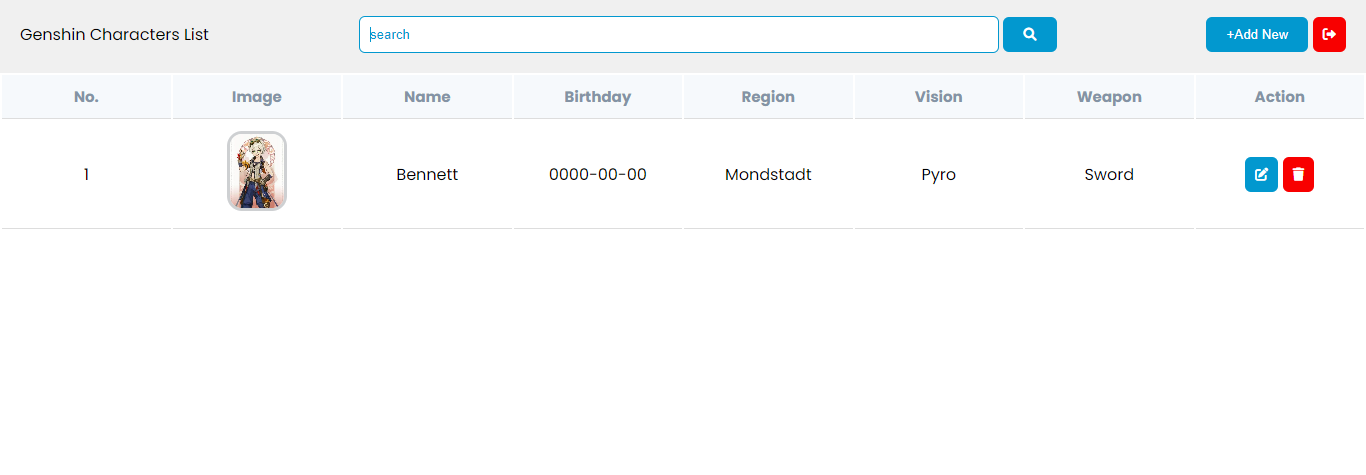 Genshin Characters List
search
+Add New
No. Image Name Birthday Region Vision Weapon Action
1 Bennett 0000-00-00 Mondstadt Pyro Sword